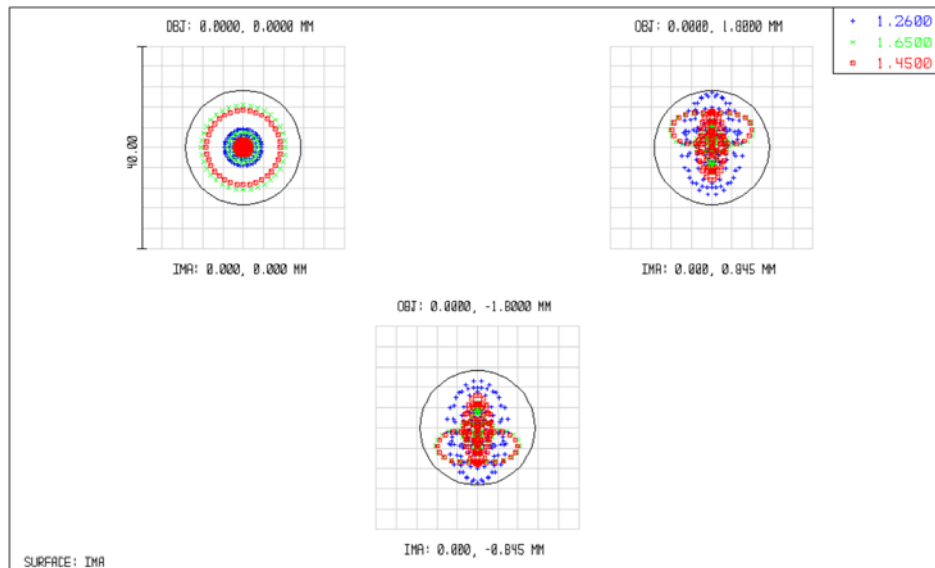 OBJ: 0.0000, 0.0000 MM
OBJ: 0.0000, 1.8000 MM
+ 1.2600
× 1.6500
1.4500
40.00
IMA: 0.000, 0.000 MM
IMA: 0.000, 0.845 MM
OBJ: 0.0000, -1.8000 MM
IMA: 0.000, -0.845 MM
SURFACE: IMA